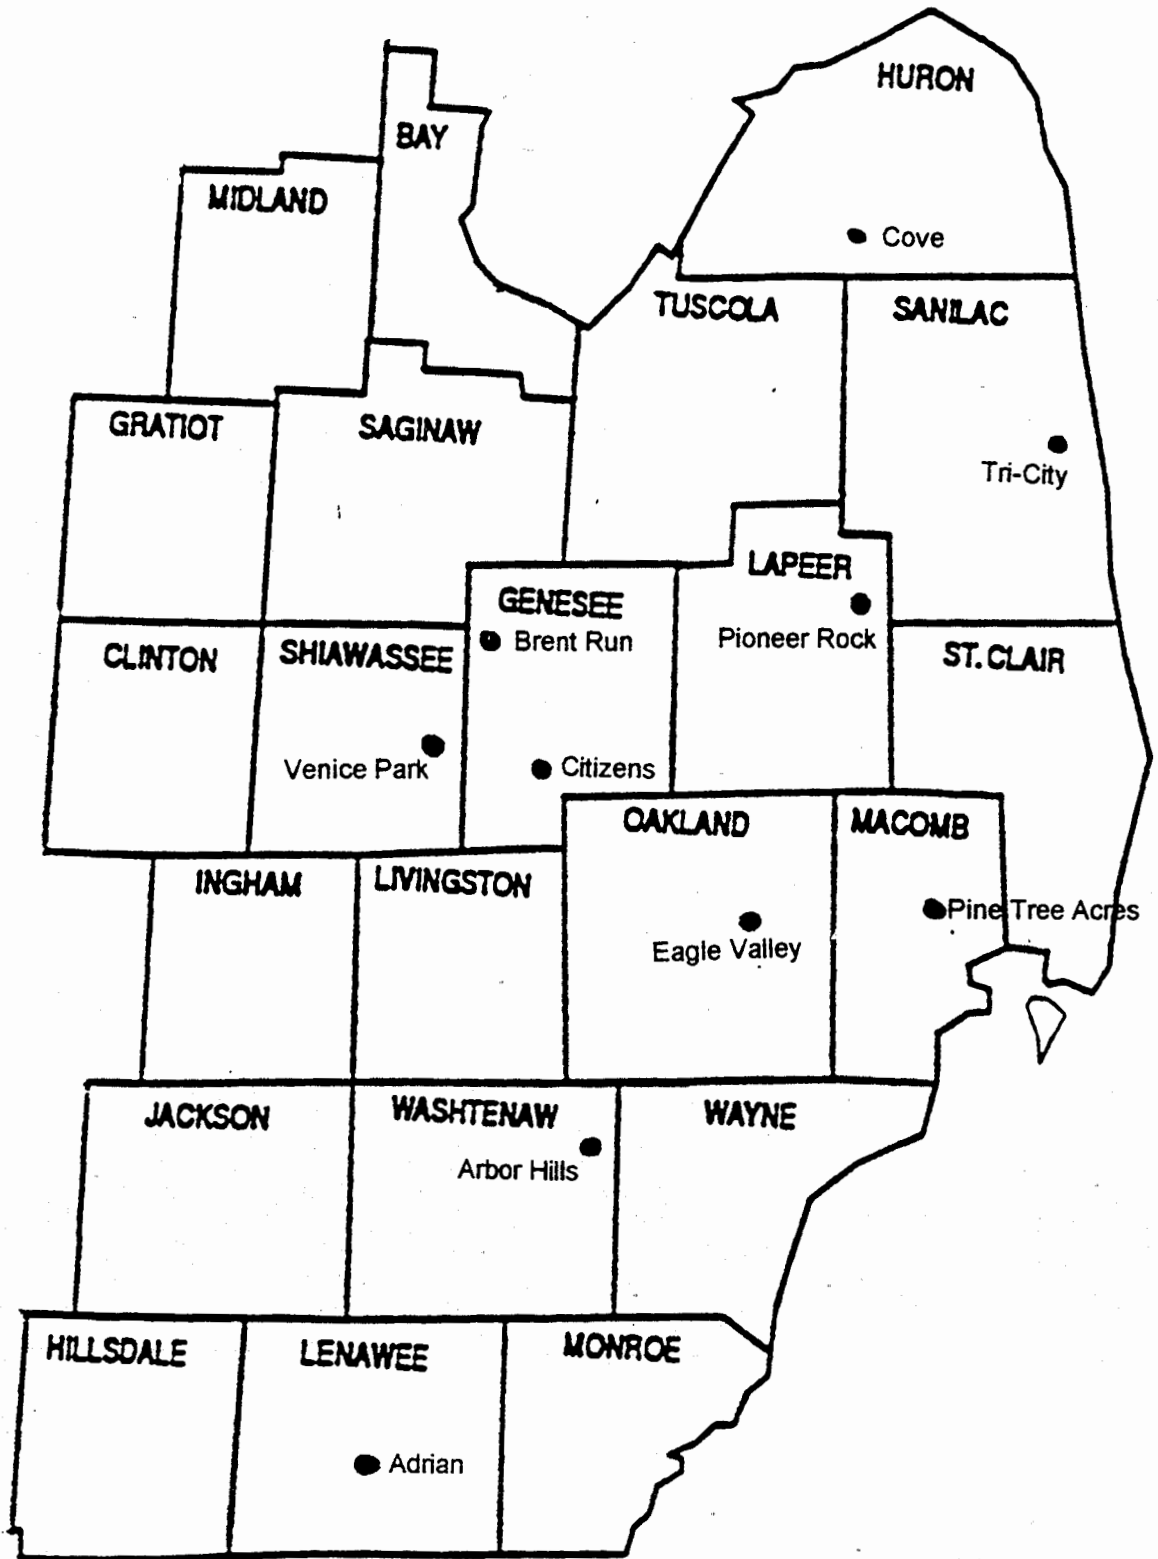 HURON
BAY
MIDLAND
Cove
TUSCOLA
SANILAC
GRATIOT
SAGINAW
Tri-City
LAPEER
GENESEE
Brent Run
Pioneer Rock
CLINTON
SHIAWASSEE
ST. CLAIR
Venice Park
Citizens
OAKLAND
MACOMB
INGHAM
LIVINGSTON
Pine Tree Acres
Eagle Valley
JACKSON
WASHTENAW
WAYNE
Arbor Hills
HILLSDALE
LENAWEE
MONROE
Adrian